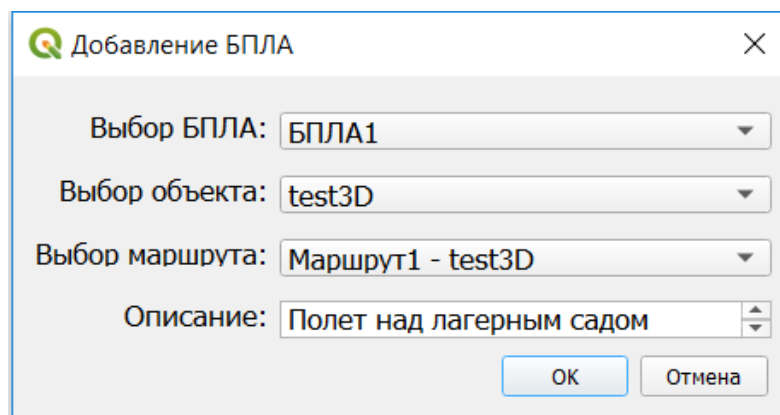 Добавление БПЛА
Выбор БПЛА: БПЛА1
Выбор объекта: test3D
Выбор маршрута: Маршрут1 - test3D
Описание: Полет над лагерным садом
OK Отмена